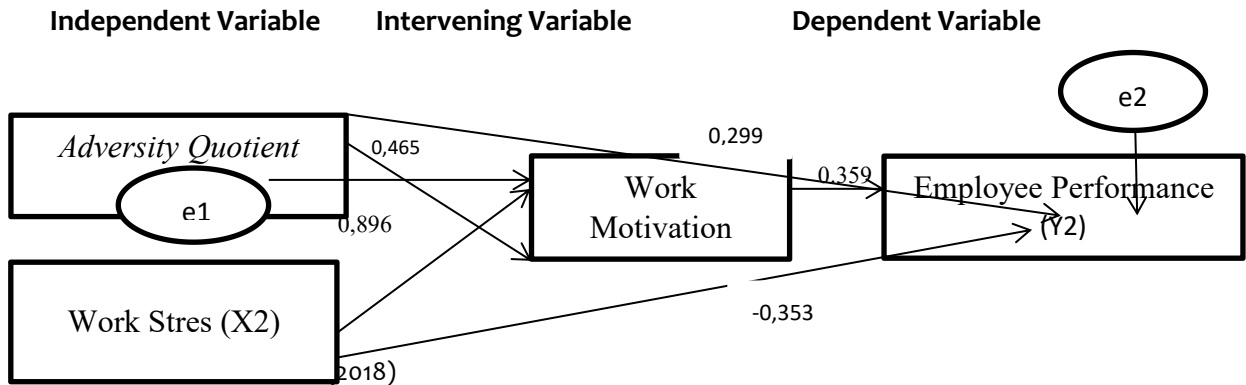 Independent Variable Intervening Variable Dependent Variable
e2
Adversity Quotient
0,465
0,299
e1
0,896
Work
Motivation
0.359
Employee Performance
(Y2)
Work Stres (X2)
-0,353
2018)